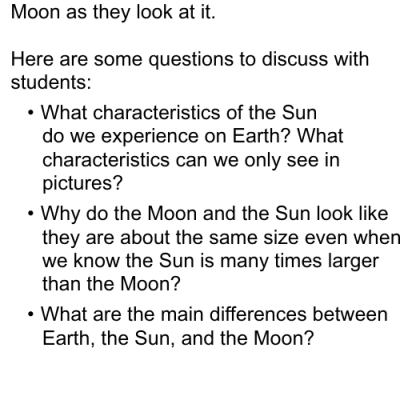 Moon as they look at it.
Here are some questions to discuss with
students:
• What characteristics of the Sun
do we experience on Earth? What
characteristics can we only see in
pictures?
• Why do the Moon and the Sun look like
they are about the same size even when
we know the Sun is many times larger
than the Moon?
• What are the main differences between
Earth, the Sun, and the Moon?